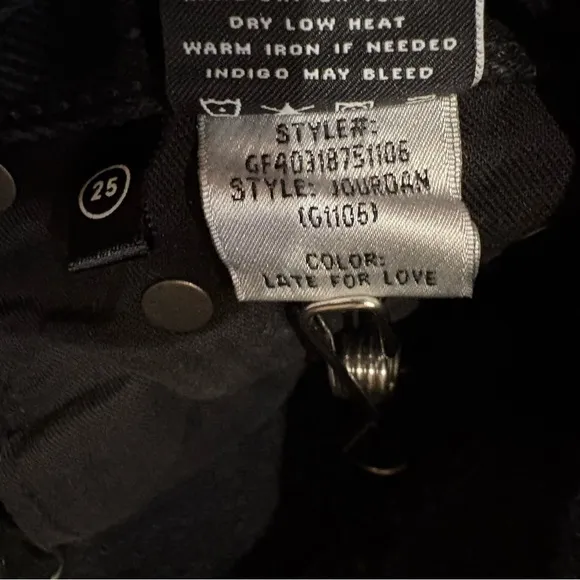 DRY LOW HEAT
WARM IRON IF NEEDED
INDIGO MAY BLEED
25
STYLE#:
GF40318751106
STYLE: JOURDAN
(G1106)
COLOR:
LATE FOR LOVE